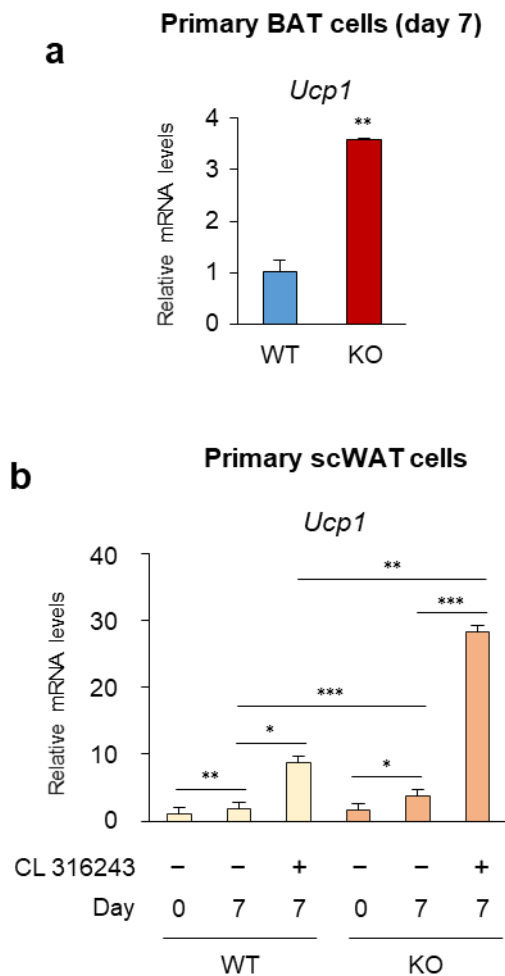 Primary BAT cells (day 7)
a
Ucp1
Relative mRNA levels
4
3
2
1
0
**
WT KO
Primary scWAT cells
b
Ucp1
Relative mRNA levels
40
30
20
10
0
**
***
***
*
**
*
CL 316243 – – + – – +
Day 0 7 7 0 7 7
WT KO